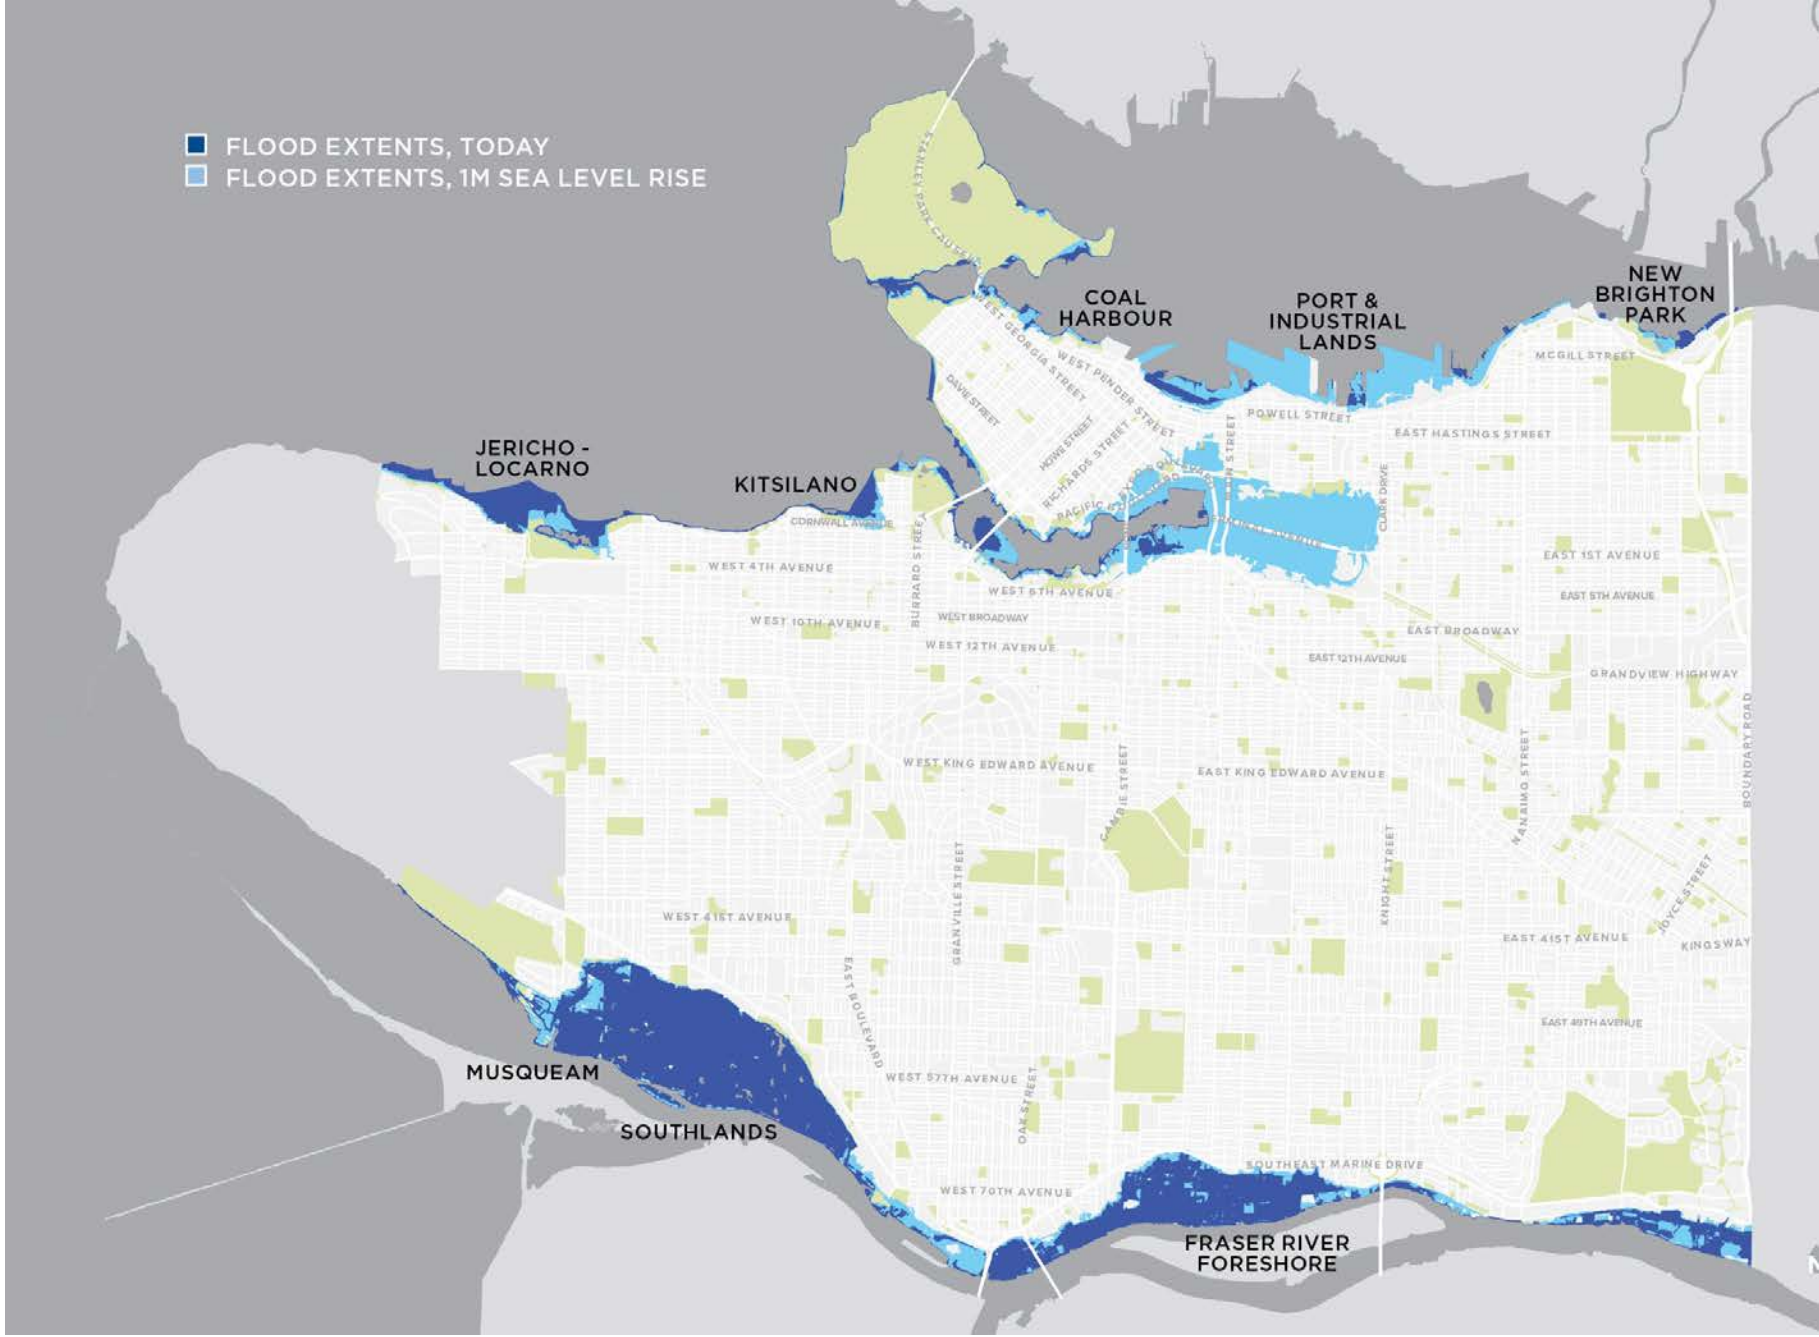 FLOOD EXTENTS, TODAY
FLOOD EXTENTS, 1M SEA LEVEL RISE
STANLEY PARK CAUSEWAY
NEW
BRIGHTON
PARK
COAL
HARBOUR
PORT &
INDUSTRIAL
LANDS
WEST GEORGIA STREET
WEST PENDER STREET
MCGILL STREET
DAVIE STREET
POWELL STREET
HOWE STREET
RICHARDS STREET
EAST HASTINGS STREET
JERICHO -
LOCARNO
KITSILANO
CORNWALL AVENUE
PACIFIC BOULEVARD
CLARK DRIVE
BURRARD STREET
WEST 4TH AVENUE
EAST 1ST AVENUE
WEST 6TH AVENUE
EAST 5TH AVENUE
WEST 10TH AVENUE
WEST BROADWAY
EAST BROADWAY
WEST 12TH AVENUE
EAST 12TH AVENUE
GRANDVIEW HIGHWAY
BOUNDARY ROAD
NANAIMO STREET
WEST KING EDWARD AVENUE
CAMBIE STREET
EAST KING EDWARD AVENUE
GRANVILLE STREET
KNIGHT STREET
JOYCE STREET
WEST 41ST AVENUE
EAST 41ST AVENUE
KINGSWAY
EAST BOULEVARD
EAST 49TH AVENUE
MUSQUEAM
WEST 57TH AVENUE
OAK STREET
SOUTHLANDS
SOUTHEAST MARINE DRIVE
WEST 70TH AVENUE
FRASER RIVER
FORESHORE